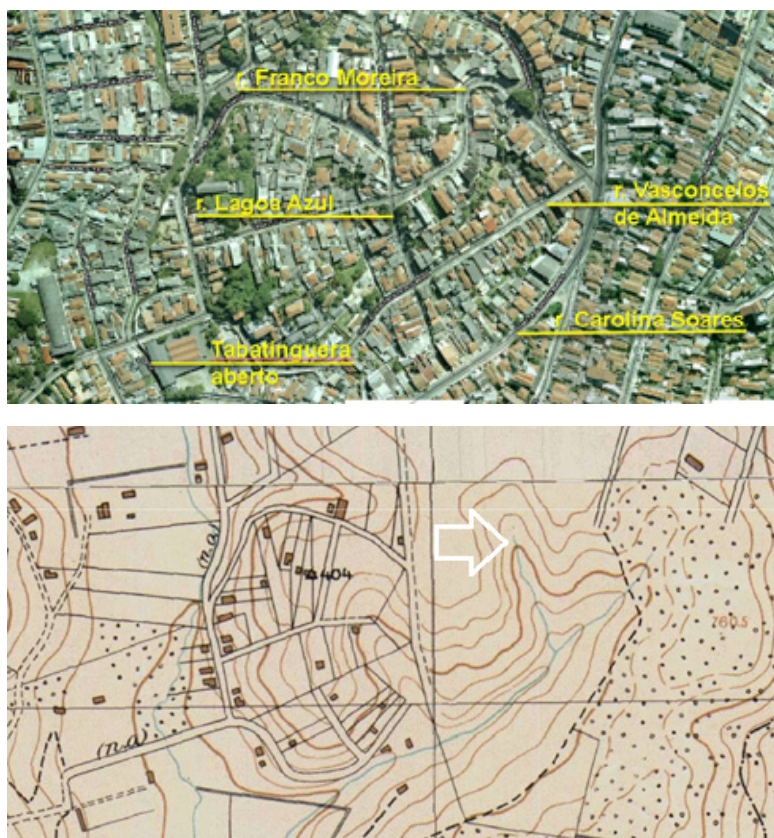 r. Franco Moreira
r. Lagoa Azul
r. Vasconcelos
de Almeida
r. Carolina Soares
Tabatinguera
aberto
(n.a)
404
760.5
(n.a)